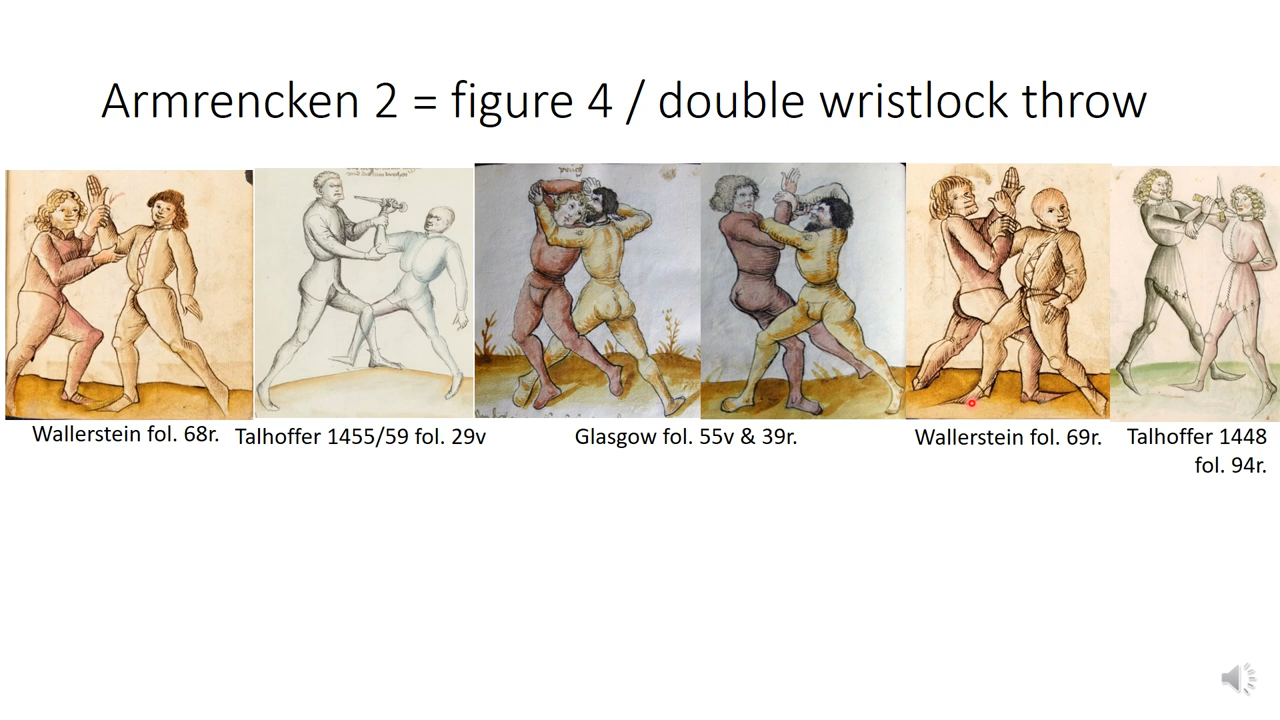 Armrencken 2 = figure 4 / double wristlock throw
Wallerstein fol. 68r.
Talhoffer 1455/59 fol. 29v
Glasgow fol. 55v & 39r.
Wallerstein fol. 69r.
Talhoffer 1448
fol. 94r.